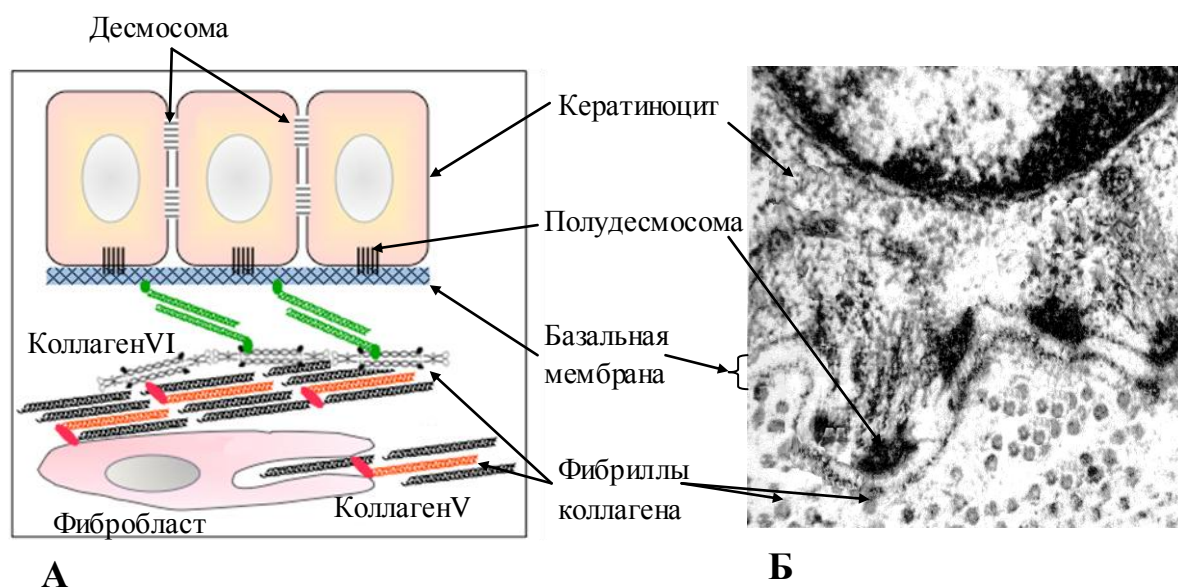 Десмосома
Кератиноцит
Полудесмосома
КоллагенVI
Базальная
мембрана
Фибриллы
коллагена
КоллагенV
Фибробласт
А
Б